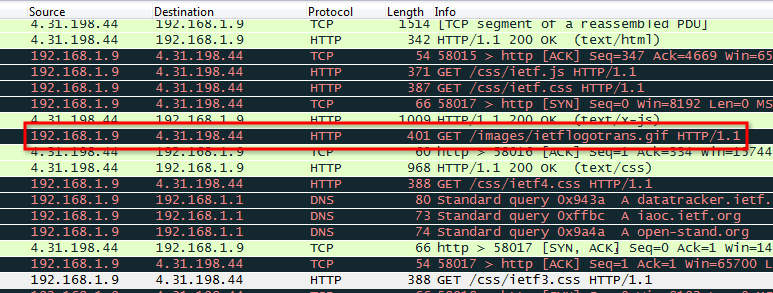 Source Destination Protocol Length Info
4.31.198.44 192.168.1.9 TCP 1514 [TCP segment of a reassembled PDU]
4.31.198.44 192.168.1.9 HTTP 342 HTTP/1.1 200 OK (text/html)
192.168.1.9 4.31.198.44 TCP 54 58015 > http [ACK] Seq=347 Ack=4669 Win=65
192.168.1.9 4.31.198.44 HTTP 371 GET /css/ietf.js HTTP/1.1
192.168.1.9 4.31.198.44 HTTP 387 GET /css/ietf.css HTTP/1.1
192.168.1.9 4.31.198.44 TCP 66 58017 > http [SYN] Seq=0 Win=8192 Len=0 MS
4.31.198.44 192.168.1.9 HTTP 1009 HTTP/1.1 200 OK (text/x-js)
192.168.1.9 4.31.198.44 HTTP 401 GET /images/ietflogotrans.gif HTTP/1.1
4.31.198.44 192.168.1.9 TCP 60 http > 58016 [ACK] Seq=1 Ack=334 Win=15744
4.31.198.44 192.168.1.9 HTTP 968 HTTP/1.1 200 OK (text/css)
192.168.1.9 4.31.198.44 HTTP 388 GET /css/ietf4.css HTTP/1.1
192.168.1.9 192.168.1.1 DNS 80 Standard query 0x943a A datatracker.ietf.
192.168.1.9 192.168.1.1 DNS 73 Standard query 0xffbc A iaoc.ietf.org
192.168.1.9 192.168.1.1 DNS 74 Standard query 0x9a4a A open-stand.org
4.31.198.44 192.168.1.9 TCP 66 http > 58017 [SYN, ACK] Seq=0 Ack=1 Win=14
192.168.1.9 4.31.198.44 TCP 54 58017 > http [ACK] Seq=1 Ack=1 Win=65700 L
192.168.1.9 4.31.198.44 HTTP 388 GET /css/ietf3.css HTTP/1.1